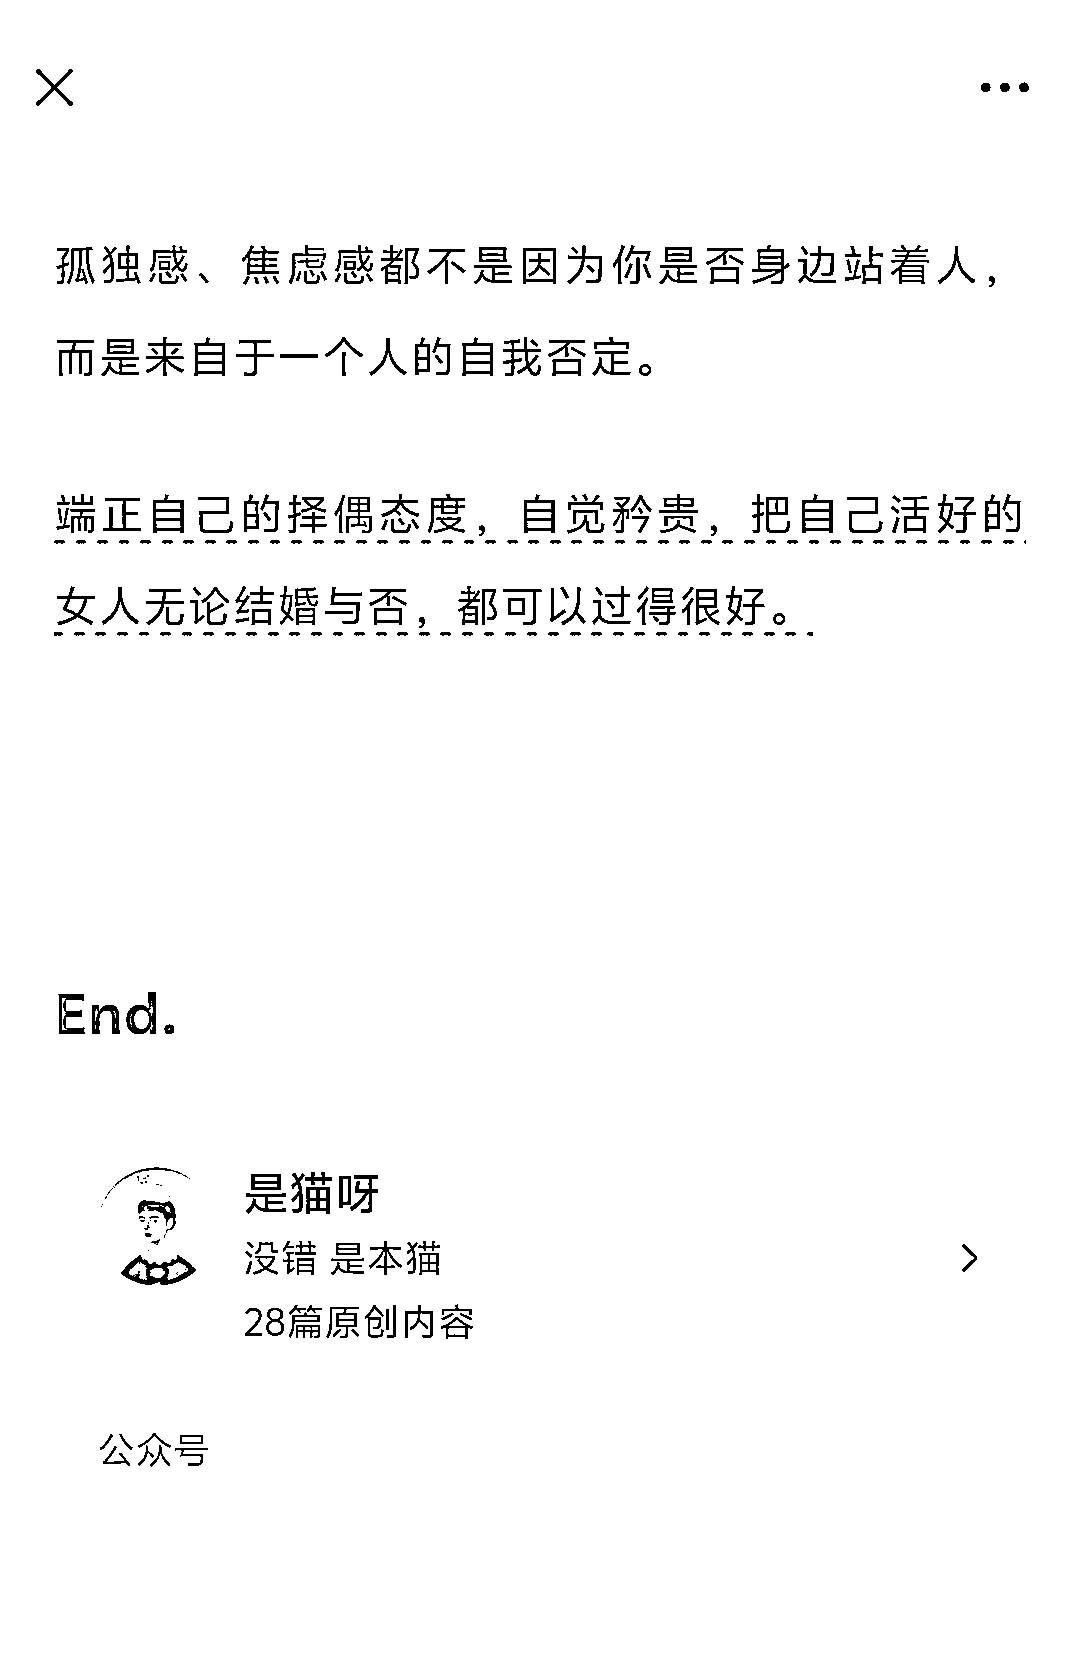 孤独感、焦虑感都不是因为你是否身边站着人，
而是来自于一个人的自我否定。
端正自己的择偶态度，自觉矜贵，把自己活好的
女人无论结婚与否，都可以过得很好。
End.
是猫呀
没错 是本猫
28篇原创内容
公众号